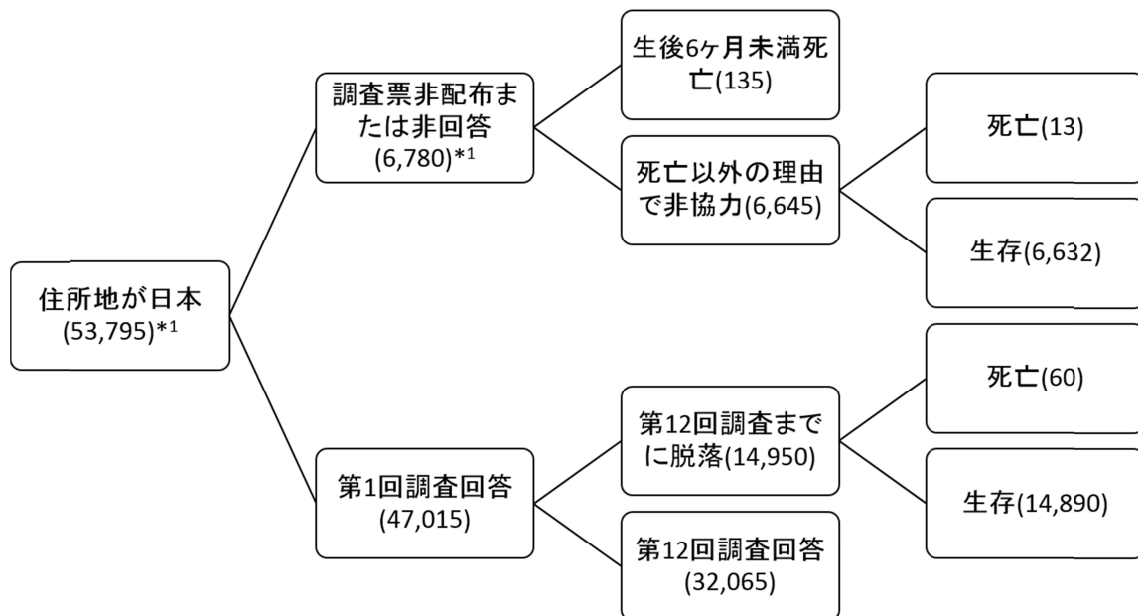 住所地が日本
(53,795)*1
調査票非配布ま
たは非回答
(6,780)*1
生後6ヶ月未満死
亡(135)
死亡以外の理由
で非協力(6,645)
死亡(13)
生存(6,632)
第1回調査回答
(47,015)
第12回調査まで
に脱落(14,950)
死亡(60)
生存(14,890)
第12回調査回答
(32,065)